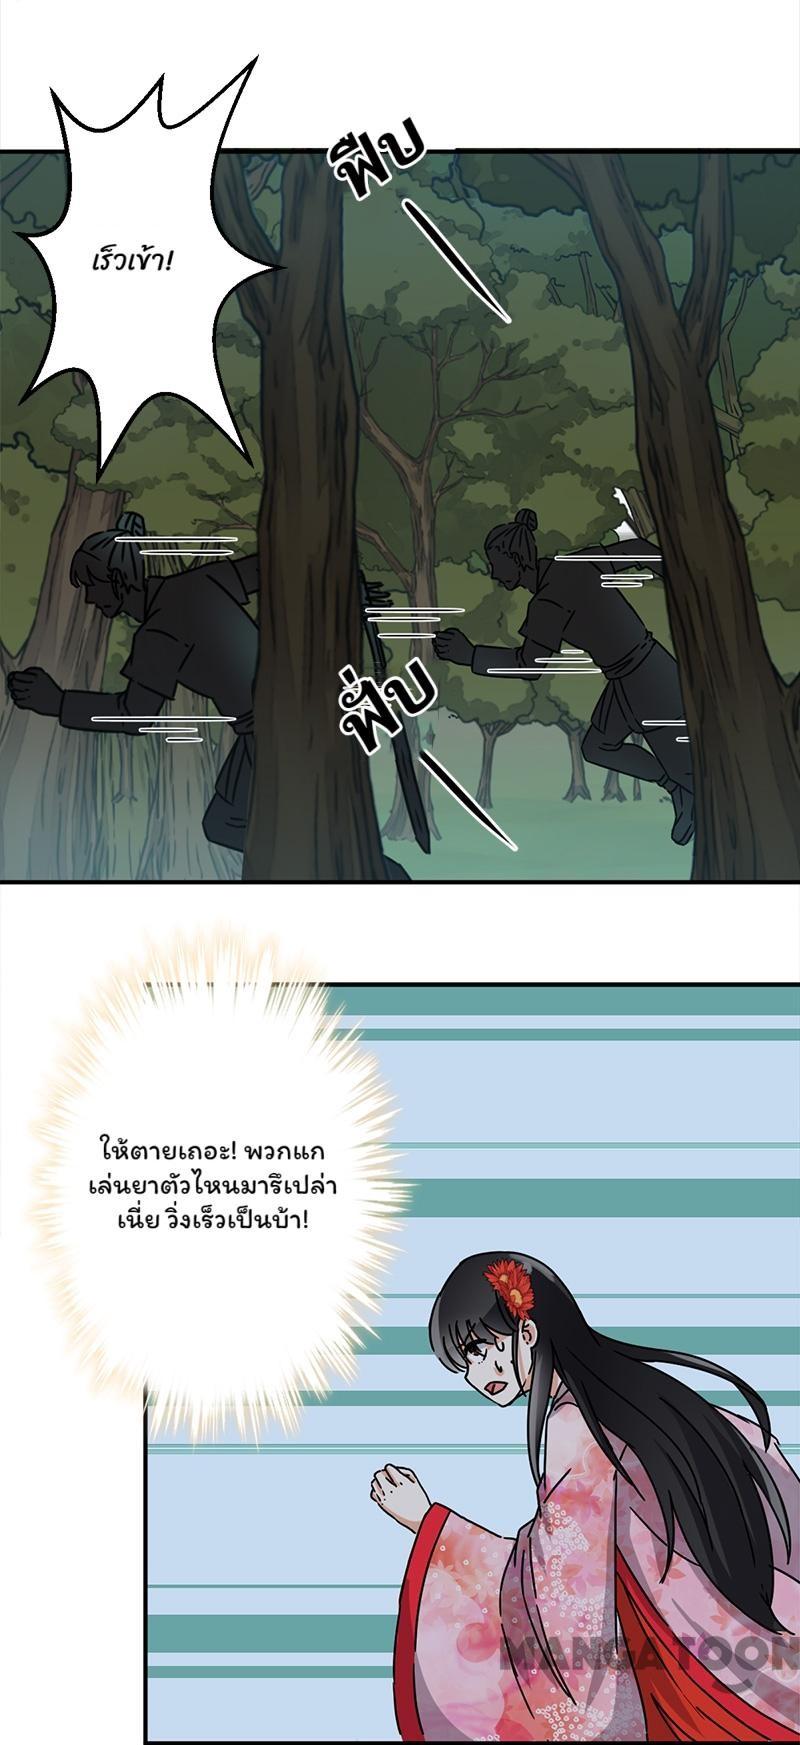 ฟึบ
เร็วเข้า!
ฟั่บ
ให้ตายเถอะ! พวกแก
เล่นยาตัวไหนมารึเปล่า
เนี่ย วิ่งเร็วเป็นบ้า!
MANGATOON